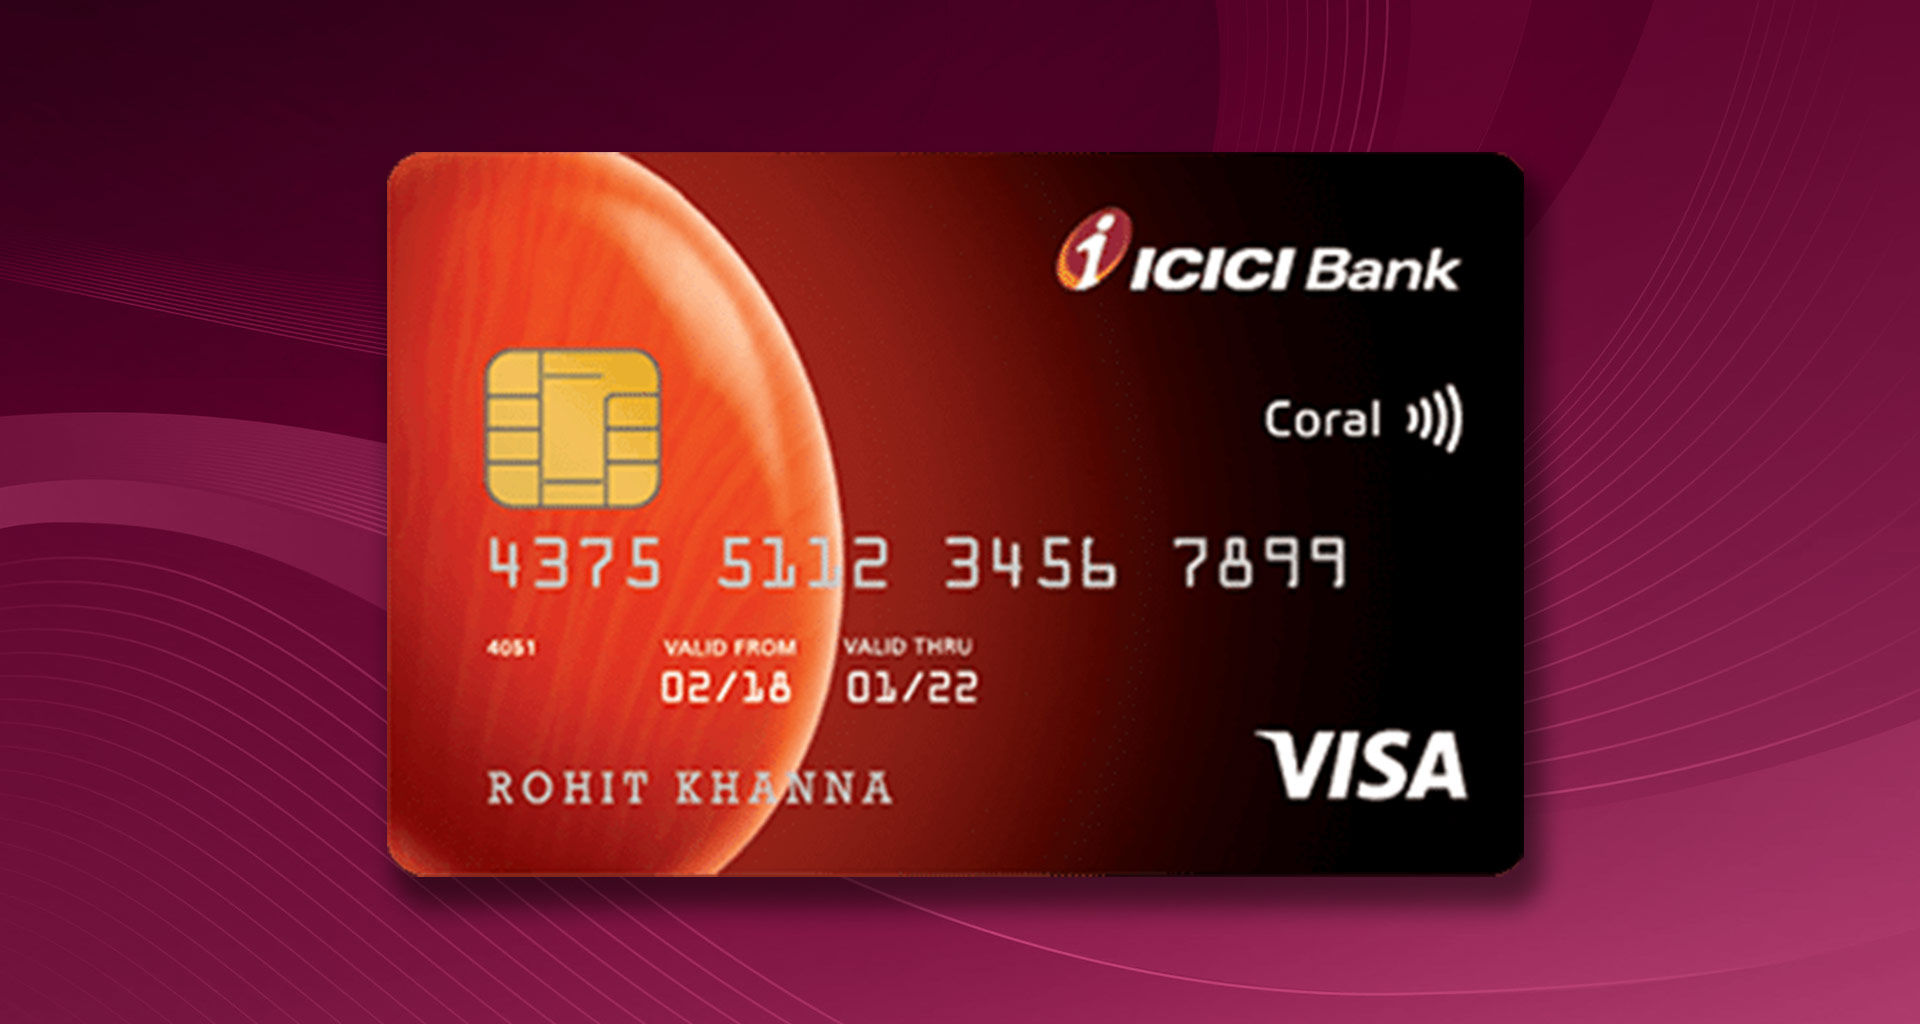 ICICI Bank
Coral
4375 5112 3456 7899
4051 VALID FROM VALID THRU
02/18 01/22
ROHIT KHANNA
VISA